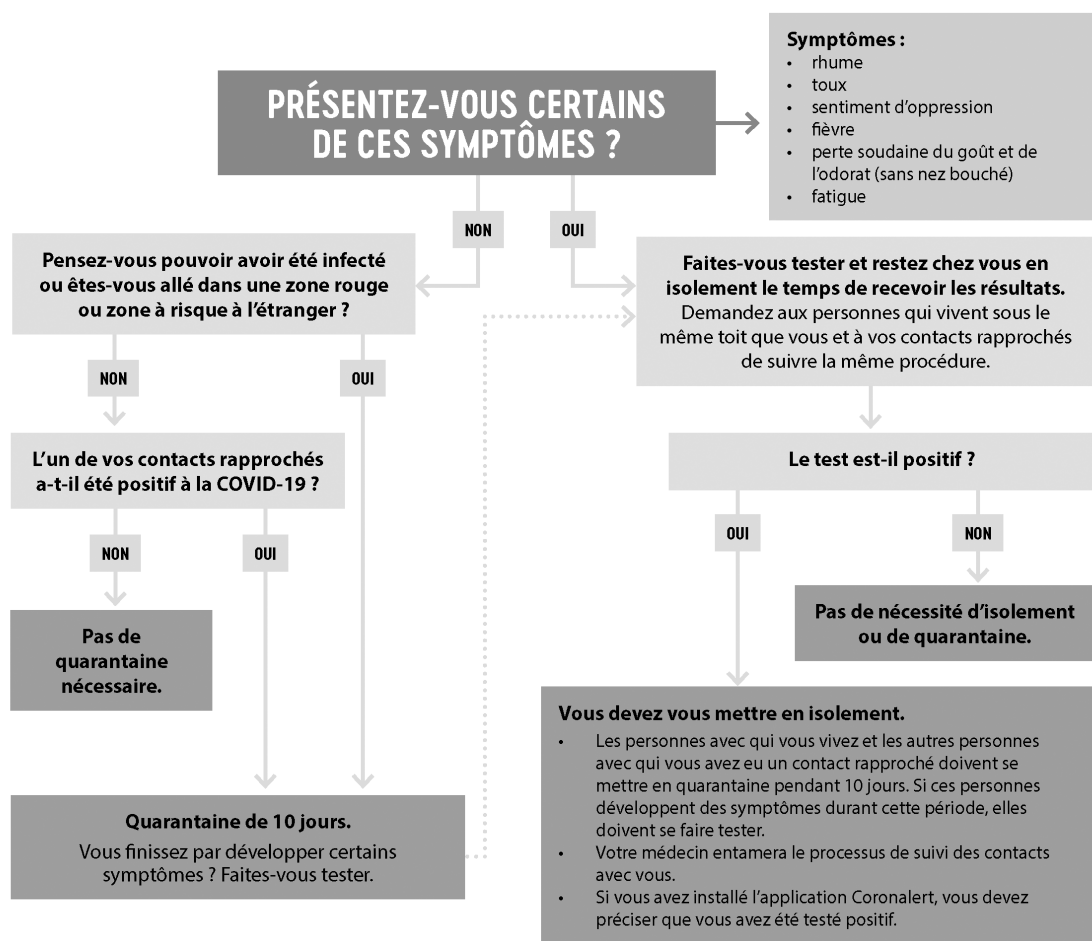 PRÉSENTEZ-VOUS CERTAINS
DE CES SYMPTÔMES ?
Symptômes :
• rhume
• toux
• sentiment d'oppression
• fièvre
• perte soudaine du goût et de
l'odorat (sans nez bouché)
• fatigue
NON
OUI
Pensez-vous pouvoir avoir été infecté
ou êtes-vous allé dans une zone rouge
ou zone à risque à l'étranger ?
Faites-vous tester et restez chez vous en
isolement le temps de recevoir les résultats.
Demandez aux personnes qui vivent sous le
même toit que vous et à vos contacts rapprochés
de suivre la même procédure.
NON
OUI
L'un de vos contacts rapprochés
a-t-il été positif à la COVID-19 ?
Le test est-il positif ?
NON
OUI
OUI
NON
Pas de
quarantaine
nécessaire.
Pas de nécessité d'isolement
ou de quarantaine.
Quarantaine de 10 jours.
Vous finissez par développer certains
symptômes ? Faites-vous tester.
Vous devez vous mettre en isolement.
• Les personnes avec qui vous vivez et les autres personnes
avec qui vous avez eu un contact rapproché doivent se
mettre en quarantaine pendant 10 jours. Si ces personnes
développent des symptômes durant cette période, elles
doivent se faire tester.
• Votre médecin entamera le processus de suivi des contacts
avec vous.
• Si vous avez installé l'application Coronalert, vous devez
préciser que vous avez été testé positif.